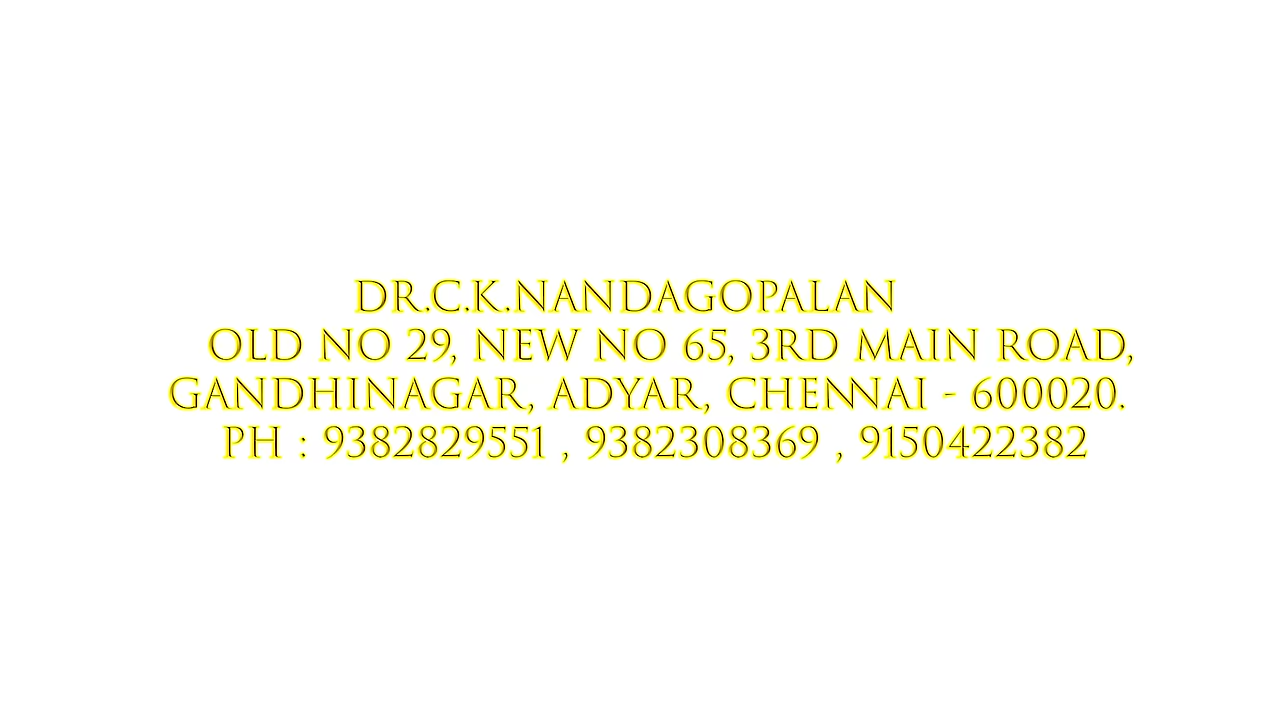 DR.C.K.NANDAGOPALAN
OLD NO 29, NEW NO 65, 3RD MAIN ROAD,
GANDHINAGAR, ADYAR, CHENNAI - 600020.
PH : 9382829551 , 9382308369 , 9150422382